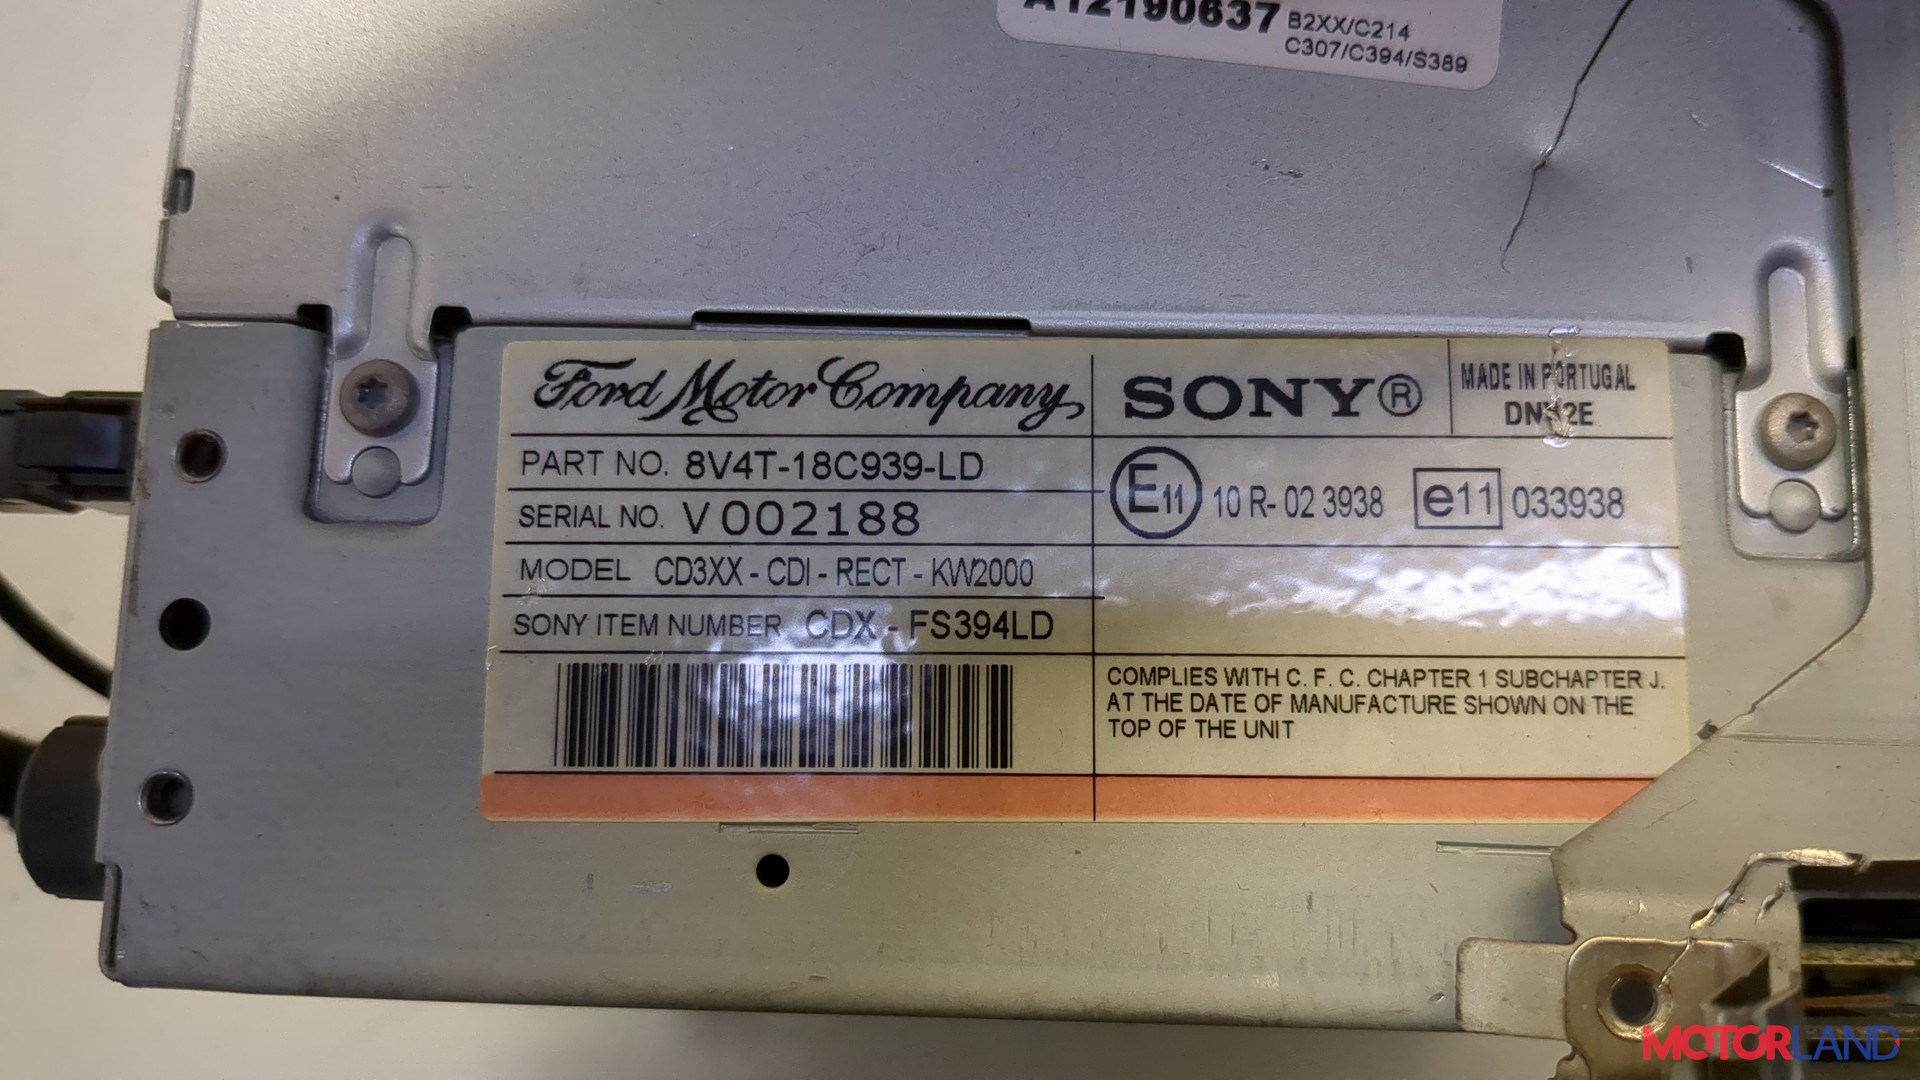 A12190637
B2XX/C214
C307/C394/S389
Ford Motor Company
SONY®
MADE IN PORTUGAL
PART NO. 8V4T-18C939-LD
SERIAL NO. V002188
MODEL CD3XX - CDI - RECT - KW2000
SONY ITEM NUMBER CDX - FS394LD
E11 10 R- 02 3938 e11 033938
COMPLIES WITH C. F. C. CHAPTER 1 SUBCHAPTER J.
AT THE DATE OF MANUFACTURE SHOWN ON THE
TOP OF THE UNIT
MOTORLAND